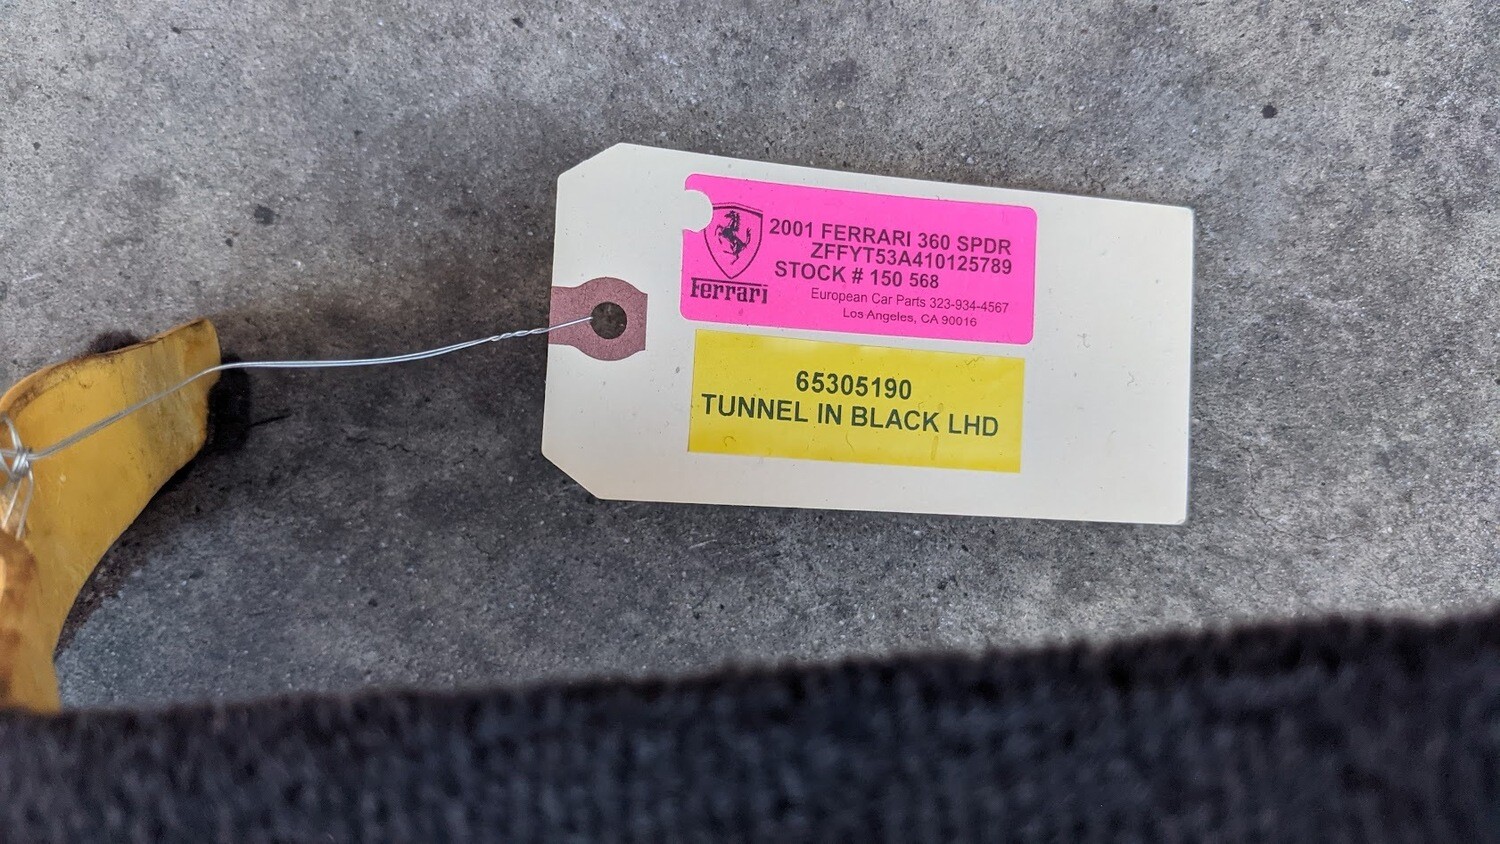 2001 FERRARI 360 SPDR
ZFFYT53A410125789
STOCK # 150 568
European Car Parts 323-934-4567
Los Angeles, CA 90016
Ferrari
65305190
TUNNEL IN BLACK LHD